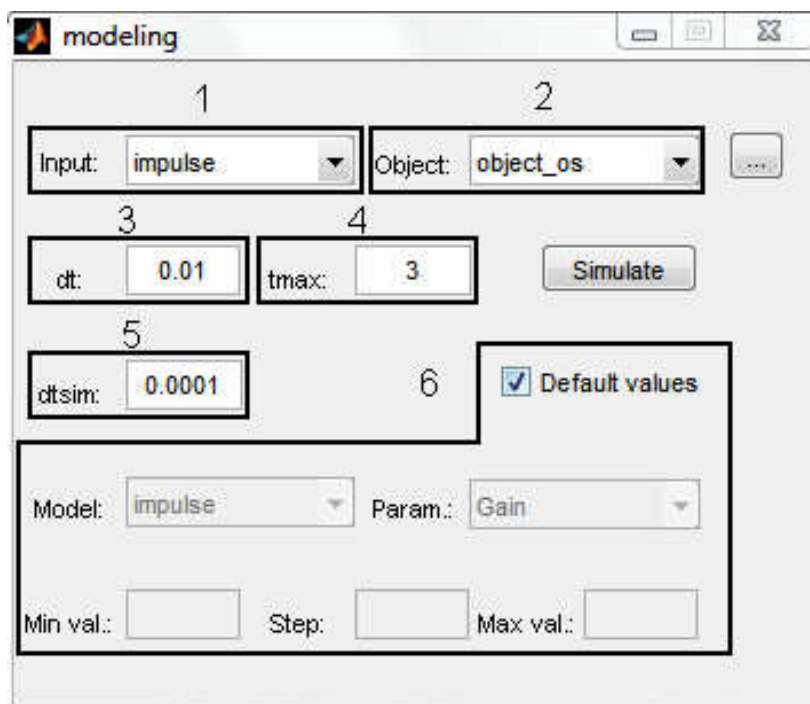 modeling
1 2
Input: impulse Object: object_os ...
3 4
dt: 0.01 tmax: 3 Simulate
5
dtsim: 0.0001 6 Default values
Model: impulse Param.: Gain
Min val.: Step: Max val.: